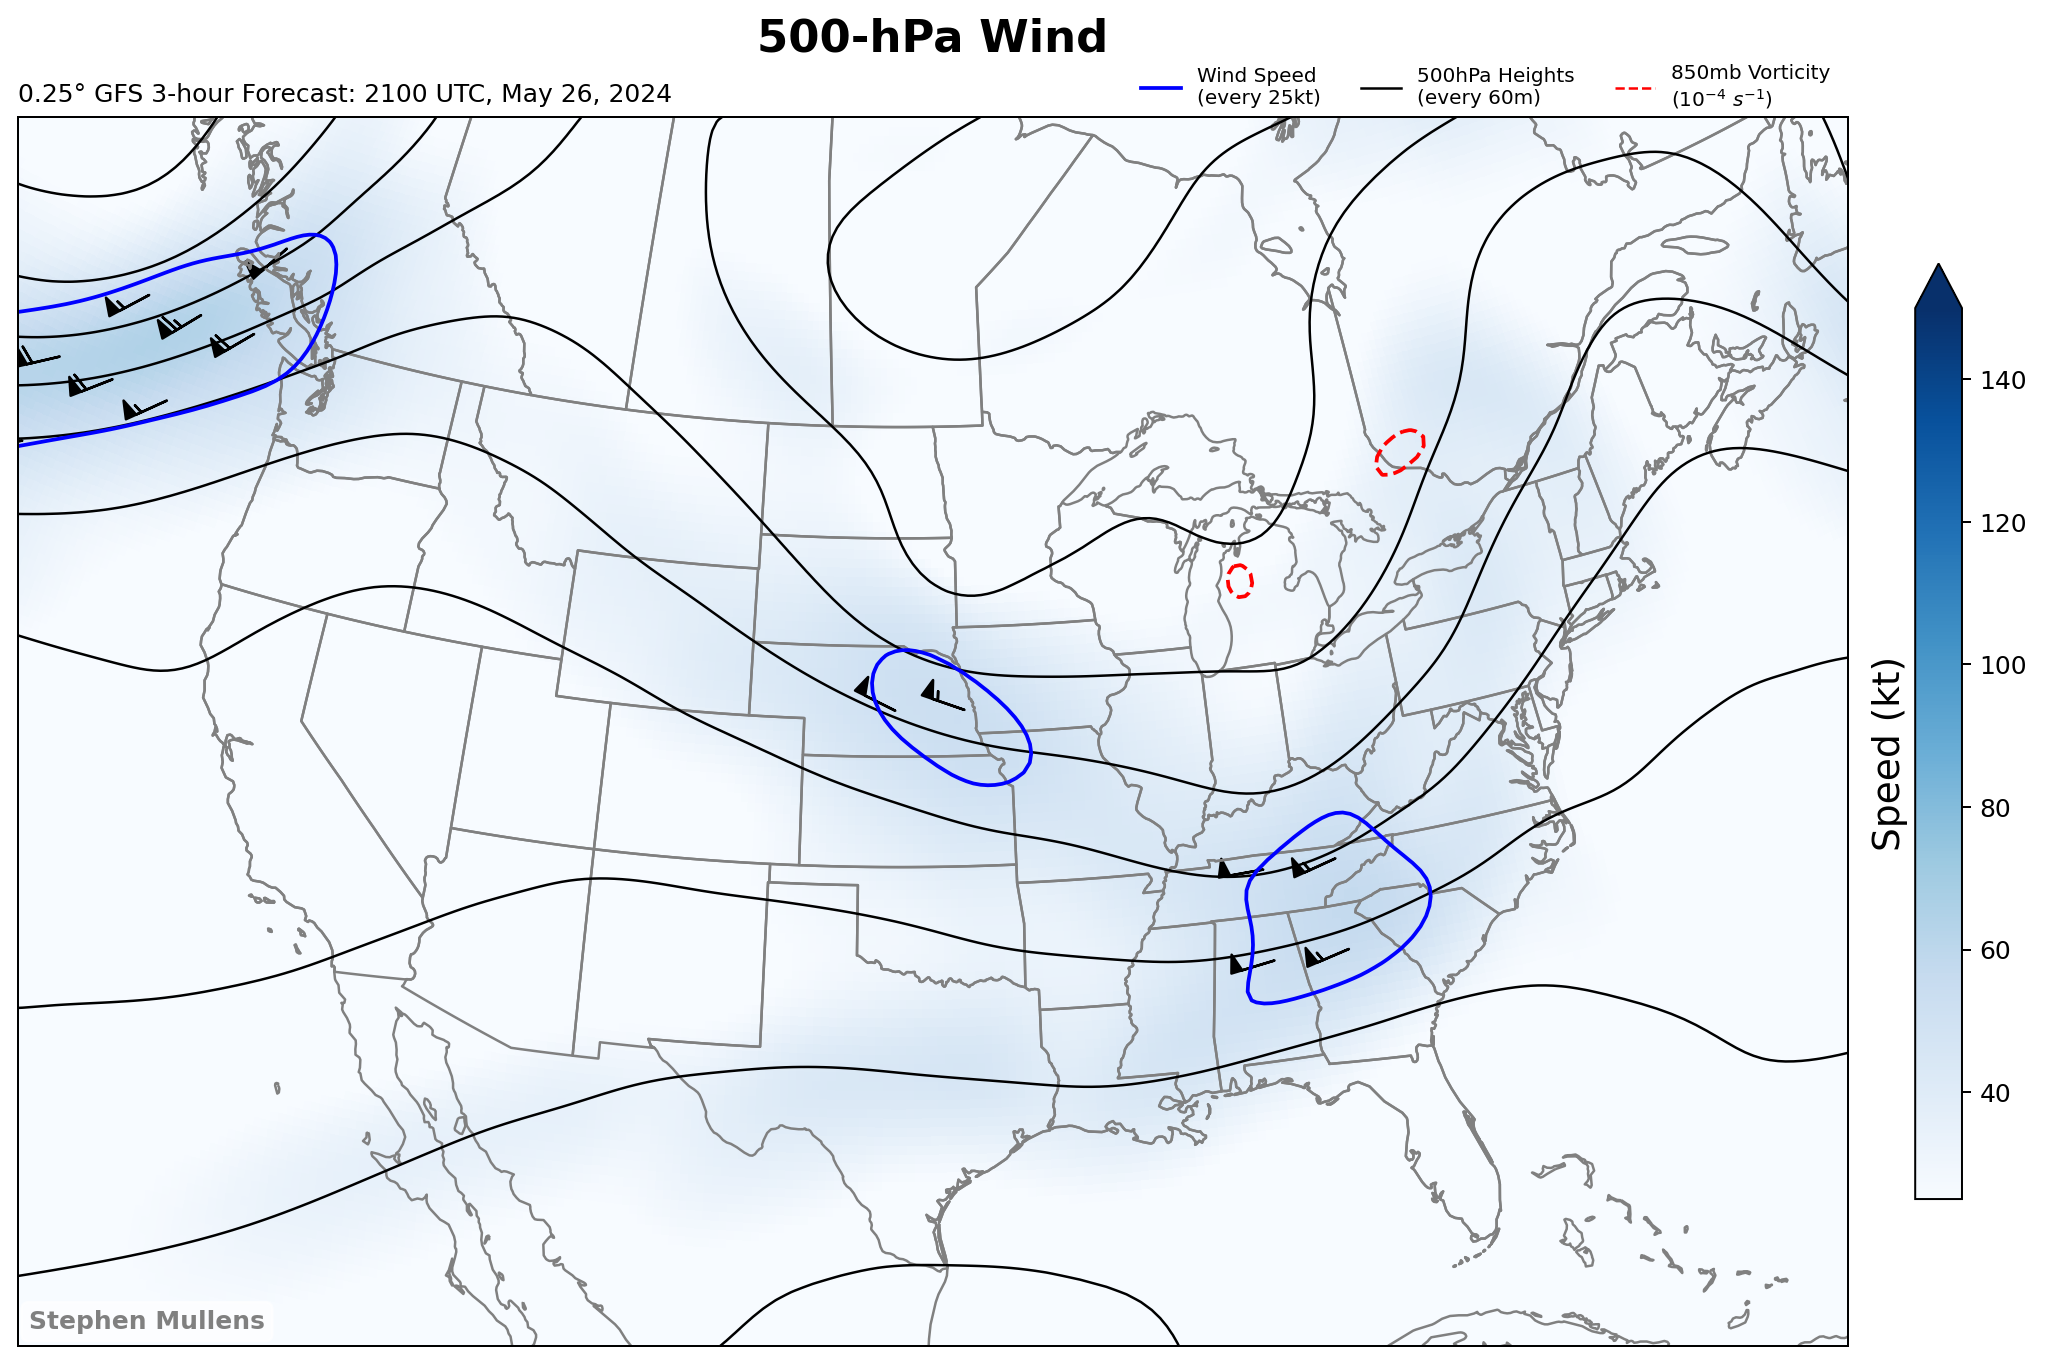 500-hPa Wind
0.25° GFS 3-hour Forecast: 2100 UTC, May 26, 2024
Wind Speed
(every 25kt)
500hPa Heights
(every 60m)
850mb Vorticity
(10⁻⁴ s⁻¹)
140
120
100
80
60
40
Speed (kt)
Stephen Mullens